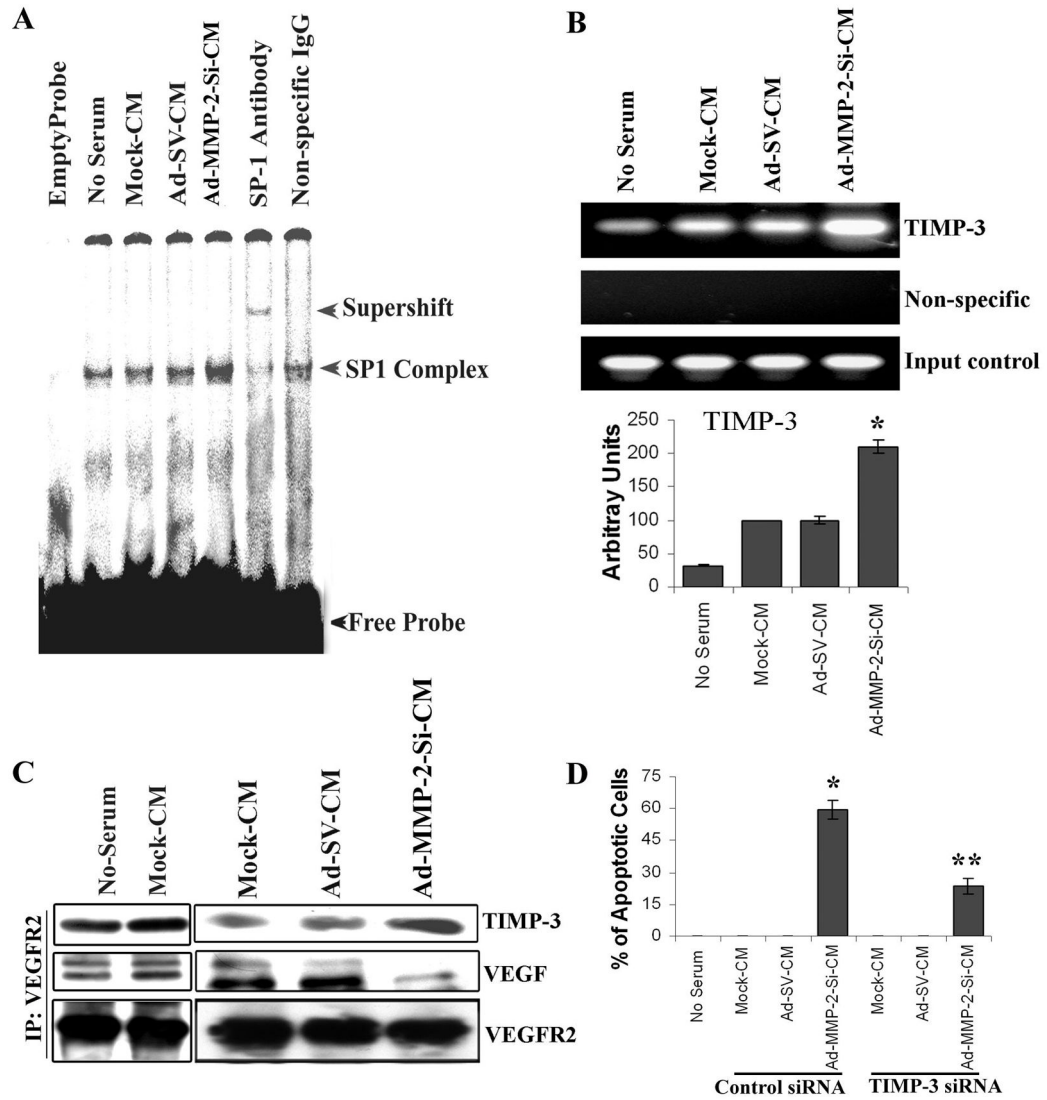 A
EmptyProbe
No Serum
Mock-CM
Ad-SV-CM
Ad-MMP-2-Si-CM
SP-1 Antibody
Non-specific IgG
Supershift
SP1 Complex
Free Probe
B
No Serum
Mock-CM
Ad-SV-CM
Ad-MMP-2-Si-CM
TIMP-3
Non-specific
Input control
TIMP-3
Arbitray Units
250
200
150
100
50
0
*
No Serum
Mock-CM
Ad-SV-CM
Ad-MMP-2-Si-CM
C
No-Serum
Mock-CM
Mock-CM
Ad-SV-CM
Ad-MMP-2-Si-CM
IP: VEGFR2
TIMP-3
VEGF
VEGFR2
D
% of Apoptotic Cells
75
60
45
30
15
0
*
**
No Serum
Mock-CM
Ad-SV-CM
Ad-MMP-2-Si-CM
Mock-CM
Ad-SV-CM
Ad-MMP-2-Si-CM
Control siRNA
TIMP-3 siRNA